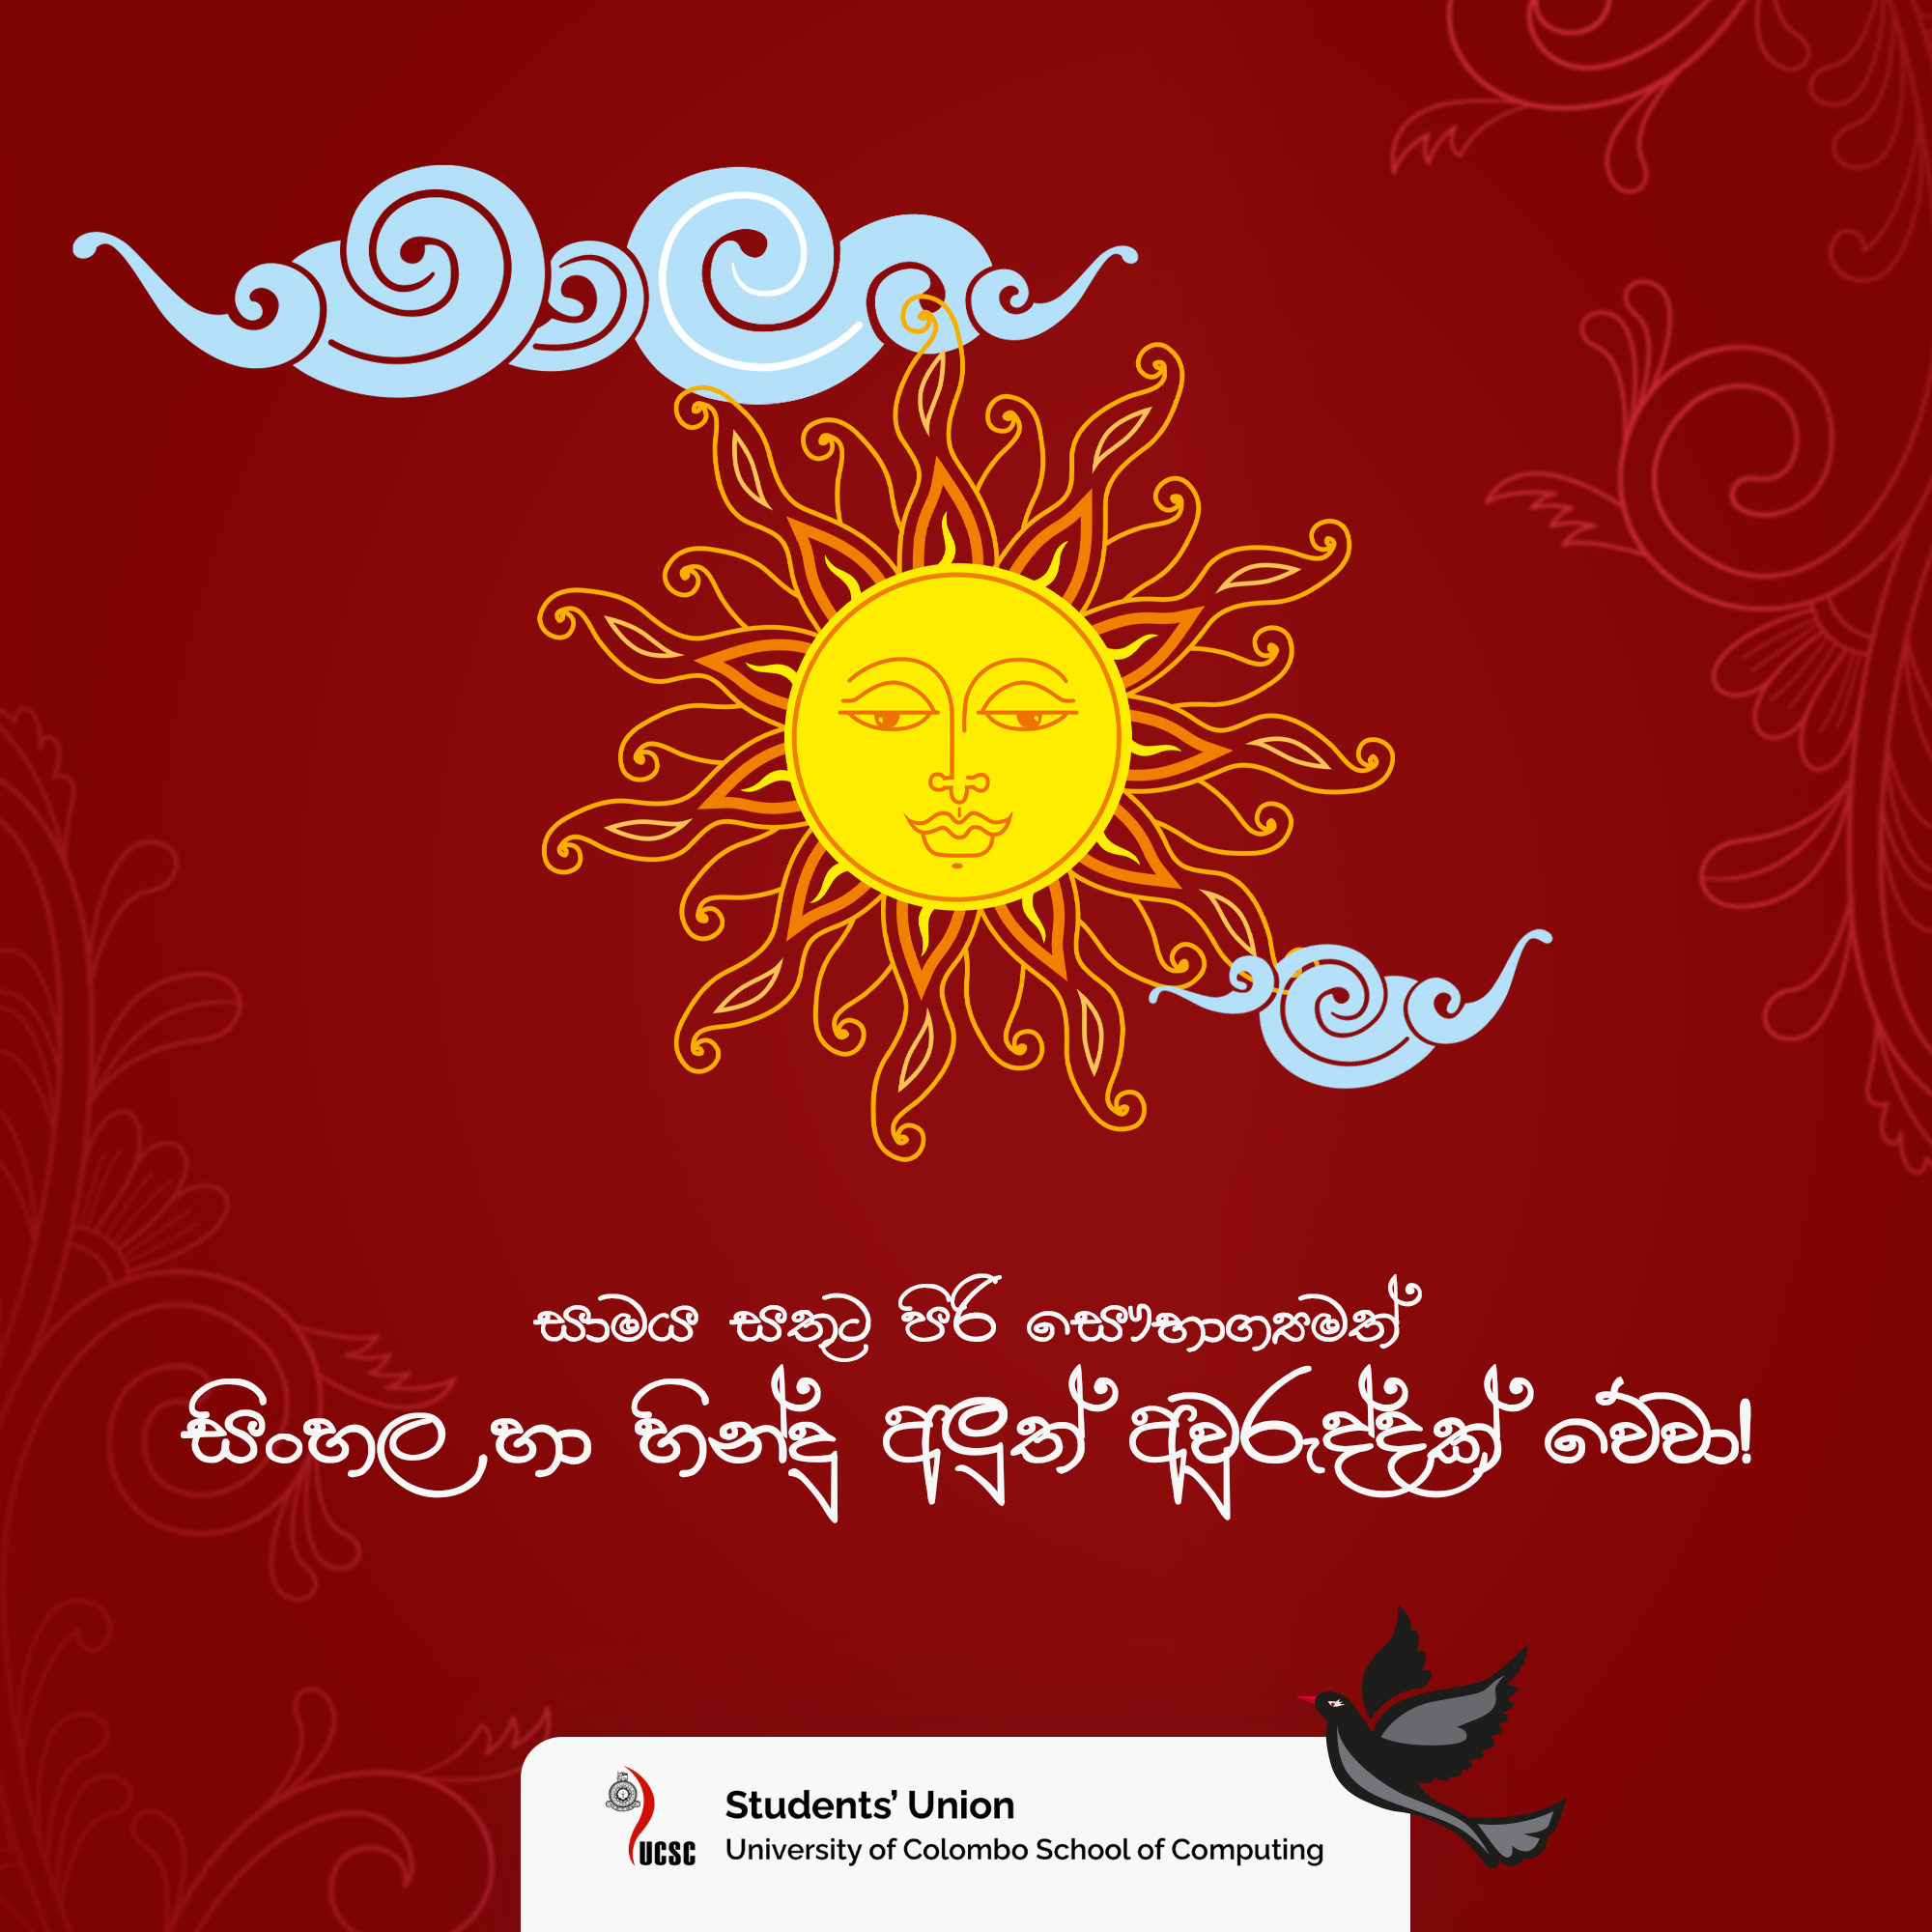 සාමය සතුට පිරි සෞභාග්‍යමත්
සිංහල හා හින්දු අලුත් අවුරුද්දක් වේවා!
Students’ Union
University of Colombo School of Computing
UCSC